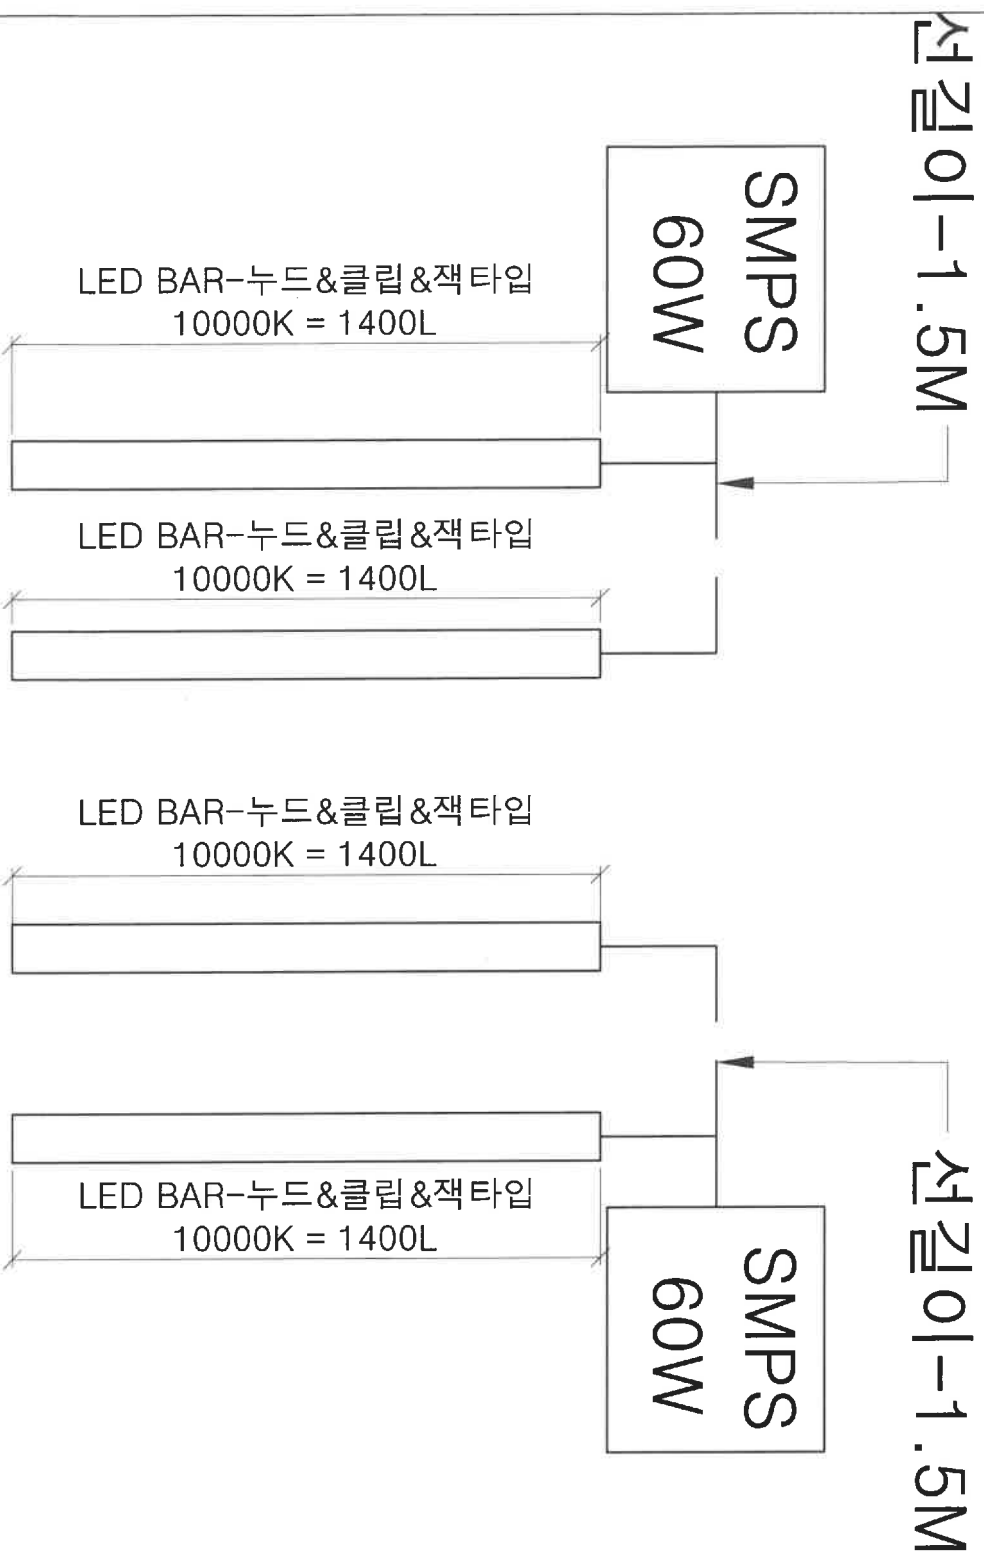 선길이-1.5M
SMPS
60W
LED BAR-누드&클립&잭타입
10000K = 1400L
LED BAR-누드&클립&잭타입
10000K = 1400L
LED BAR-누드&클립&잭타입
10000K = 1400L
LED BAR-누드&클립&잭타입
10000K = 1400L
SMPS
60W
선길이-1.5M